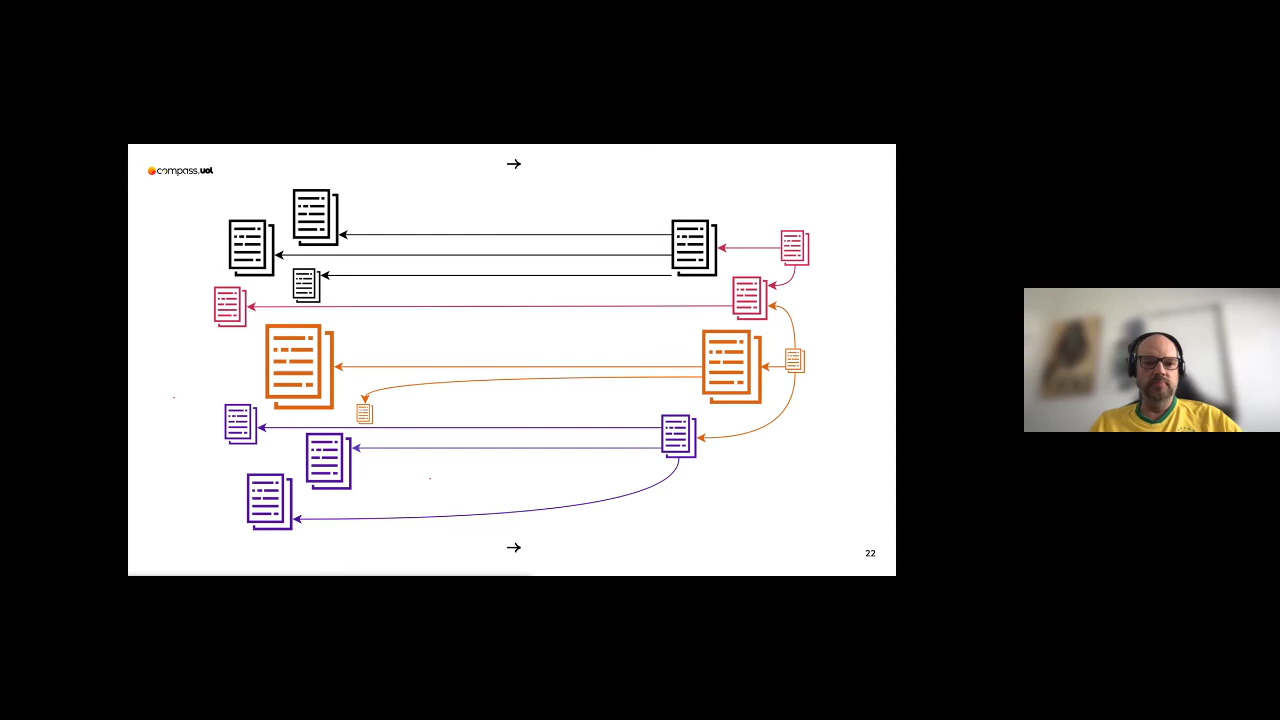 compass.uol
→
→
22